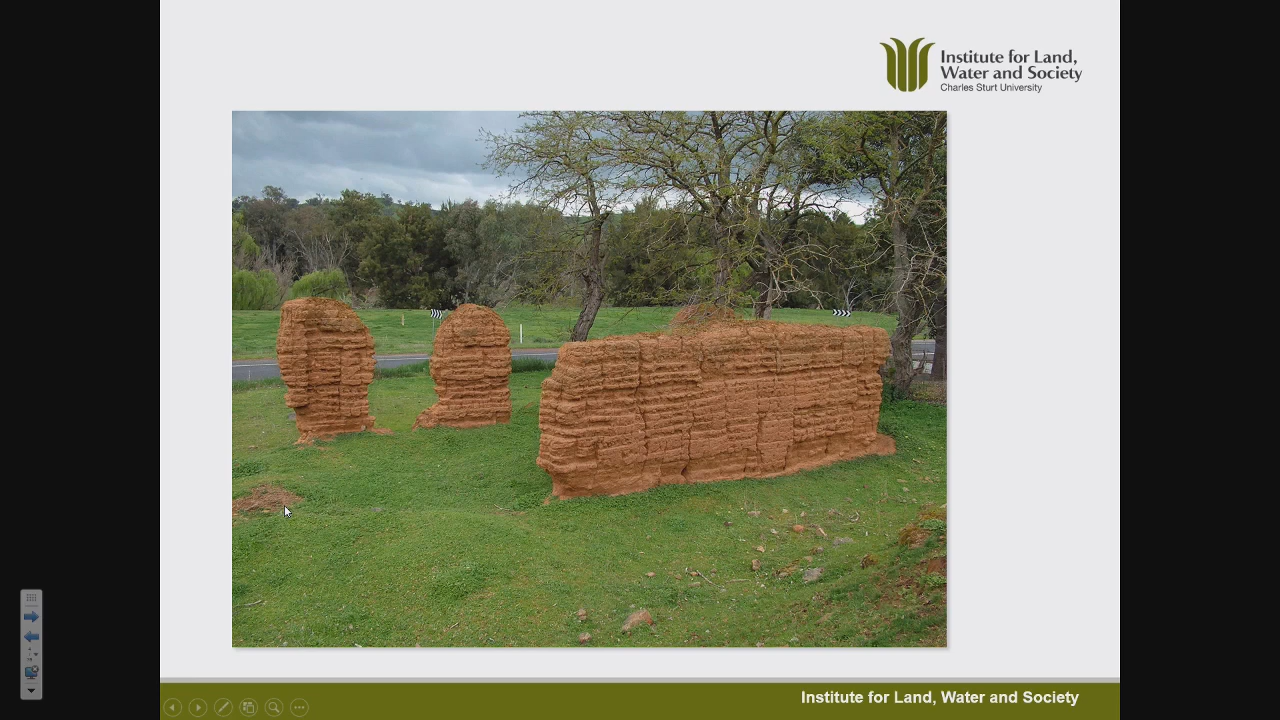 Institute for Land,
Water and Society
Charles Sturt University
Institute for Land, Water and Society